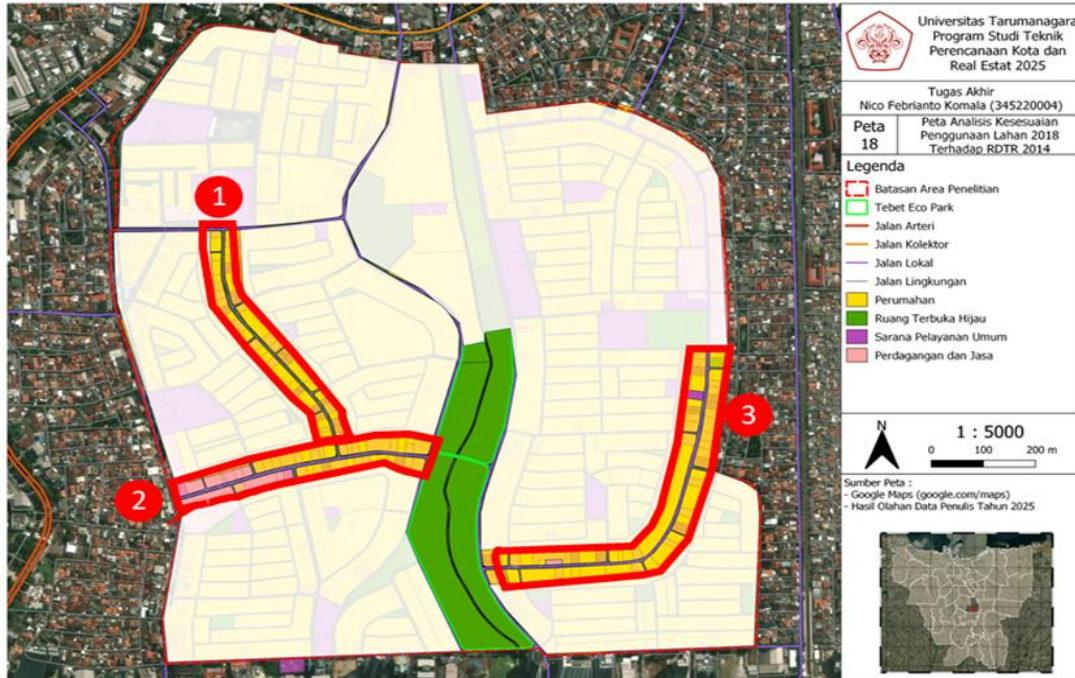 Universitas Tarumanagara
Program Studi Teknik
Perencanaan Kota dan
Real Estat 2025
Tugas Akhir
Nico Febrianto Komala (345220004)
Peta
18
Peta Analisis Kesesuaian
Penggunaan Lahan 2018
Terhadap RDTR 2014
Legenda
Batasan Area Penelitian
Tebet Eco Park
Jalan Arteri
Jalan Kolektor
Jalan Lokal
Jalan Lingkungan
Perumahan
Ruang Terbuka Hijau
Sarana Pelayanan Umum
Perdagangan dan Jasa
N
1 : 5000
0 100 200 m
Sumber Peta :
- Google Maps (google.com/maps)
- Hasil Olahan Data Penulis Tahun 2025
1
2
3